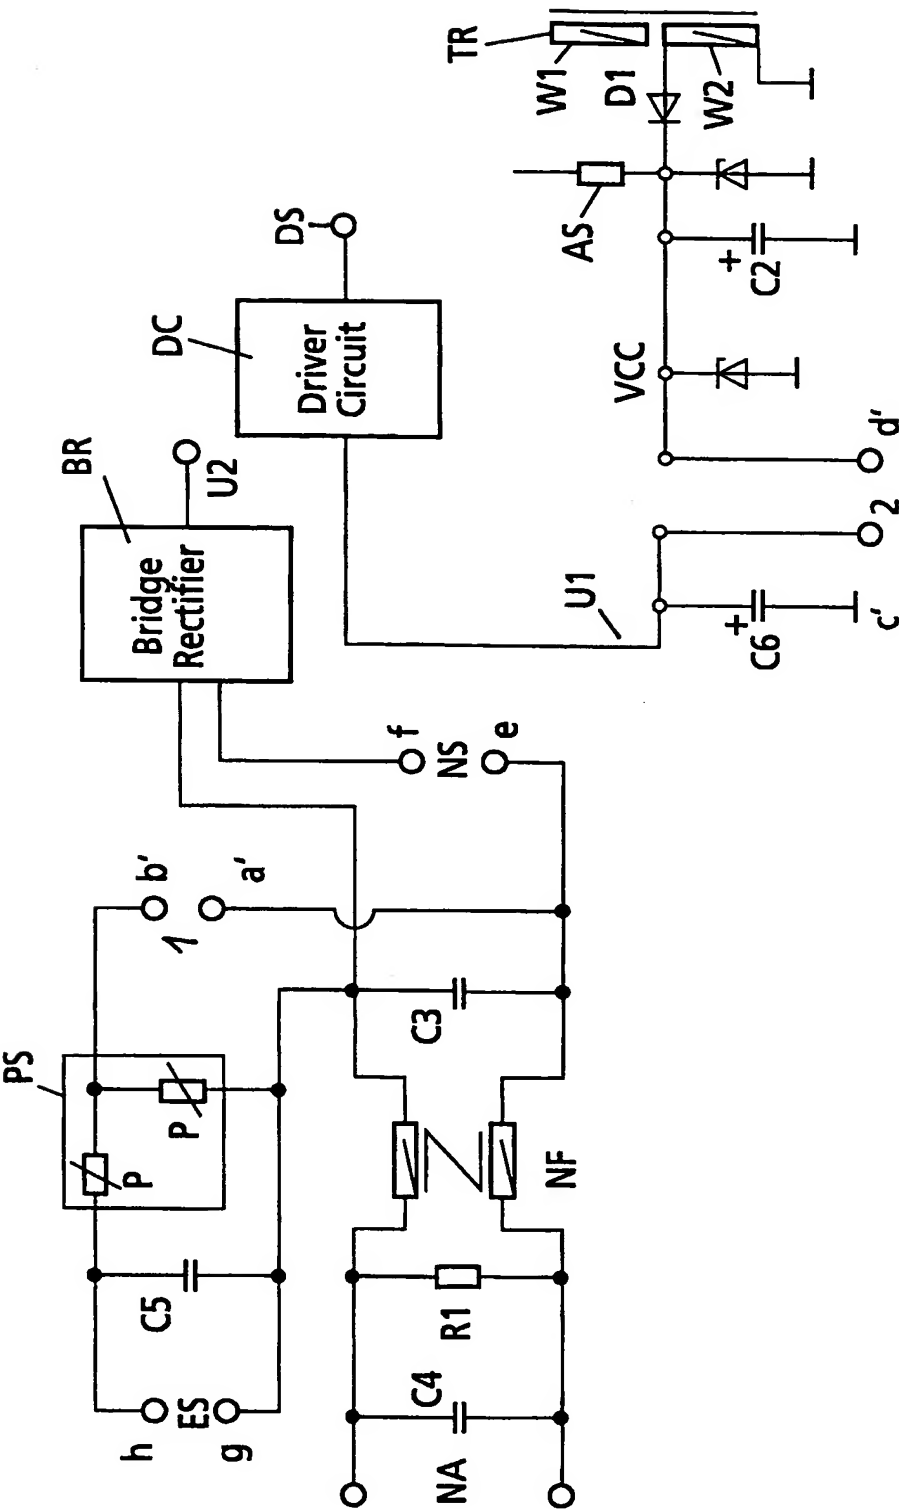 PS
P
P
C5
h
ES
g
b'
1
a'
BR
Bridge
Rectifier
U2
DC
Driver
Circuit
DS
NA
C4
R1
NF
C3
f
NS
e
U1
C6
+
c'
2
d'
VCC
C2
+
AS
D1
W1
W2
TR